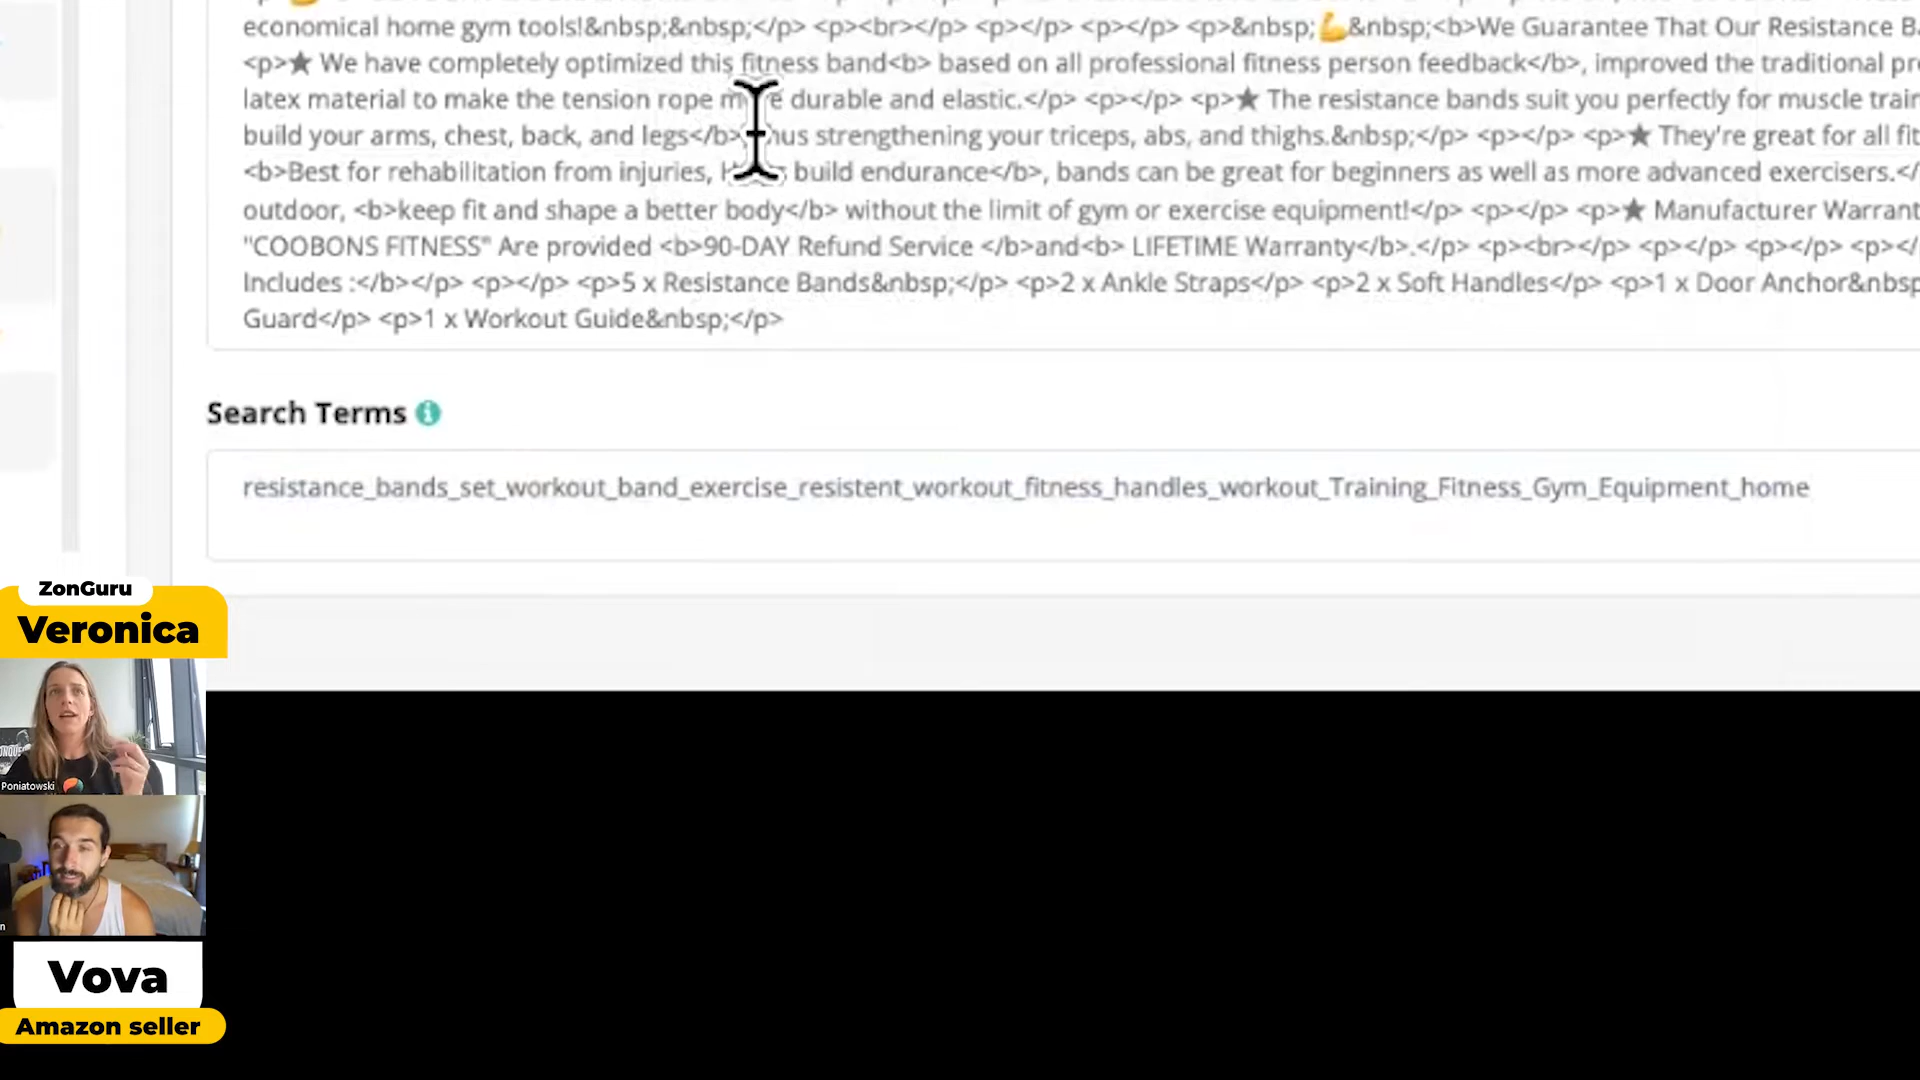 economical home gym tools!&nbsp;&nbsp;</p> <p><br></p> <p></p> <p></p> <p>&nbsp;💪&nbsp;<b>We Guarantee That Our Resistance B
<p>★ We have completely optimized this fitness band<b> based on all professional fitness person feedback</b>, improved the traditional pr
latex material to make the tension rope durable and elastic.</p> <p></p> <p>★ The resistance bands suit you perfectly for muscle train
build your arms, chest, back, and legs</b> strengthening your triceps, abs, and thighs.&nbsp;</p> <p></p> <p>★ They're great for all fit
<b>Best for rehabilitation from injuries, build endurance</b>, bands can be great for beginners as well as more advanced exercisers.</
outdoor, <b>keep fit and shape a better body</b> without the limit of gym or exercise equipment!</p> <p></p> <p>★ Manufacturer Warrant
"COOBONS FITNESS" Are provided <b>90-DAY Refund Service </b>and<b> LIFETIME Warranty</b>.</p> <p><br></p> <p></p> <p></p> <p></
Includes :</b></p> <p></p> <p>5 x Resistance Bands&nbsp;</p> <p>2 x Ankle Straps</p> <p>2 x Soft Handles</p> <p>1 x Door Anchor&nbsp
Guard</p> <p>1 x Workout Guide&nbsp;</p>
Search Terms
resistance_bands_set_workout_band_exercise_resistent_workout_fitness_handles_workout_Training_Fitness_Gym_Equipment_home
ZonGuru
Veronica
Poniatowski
Vova
Amazon seller